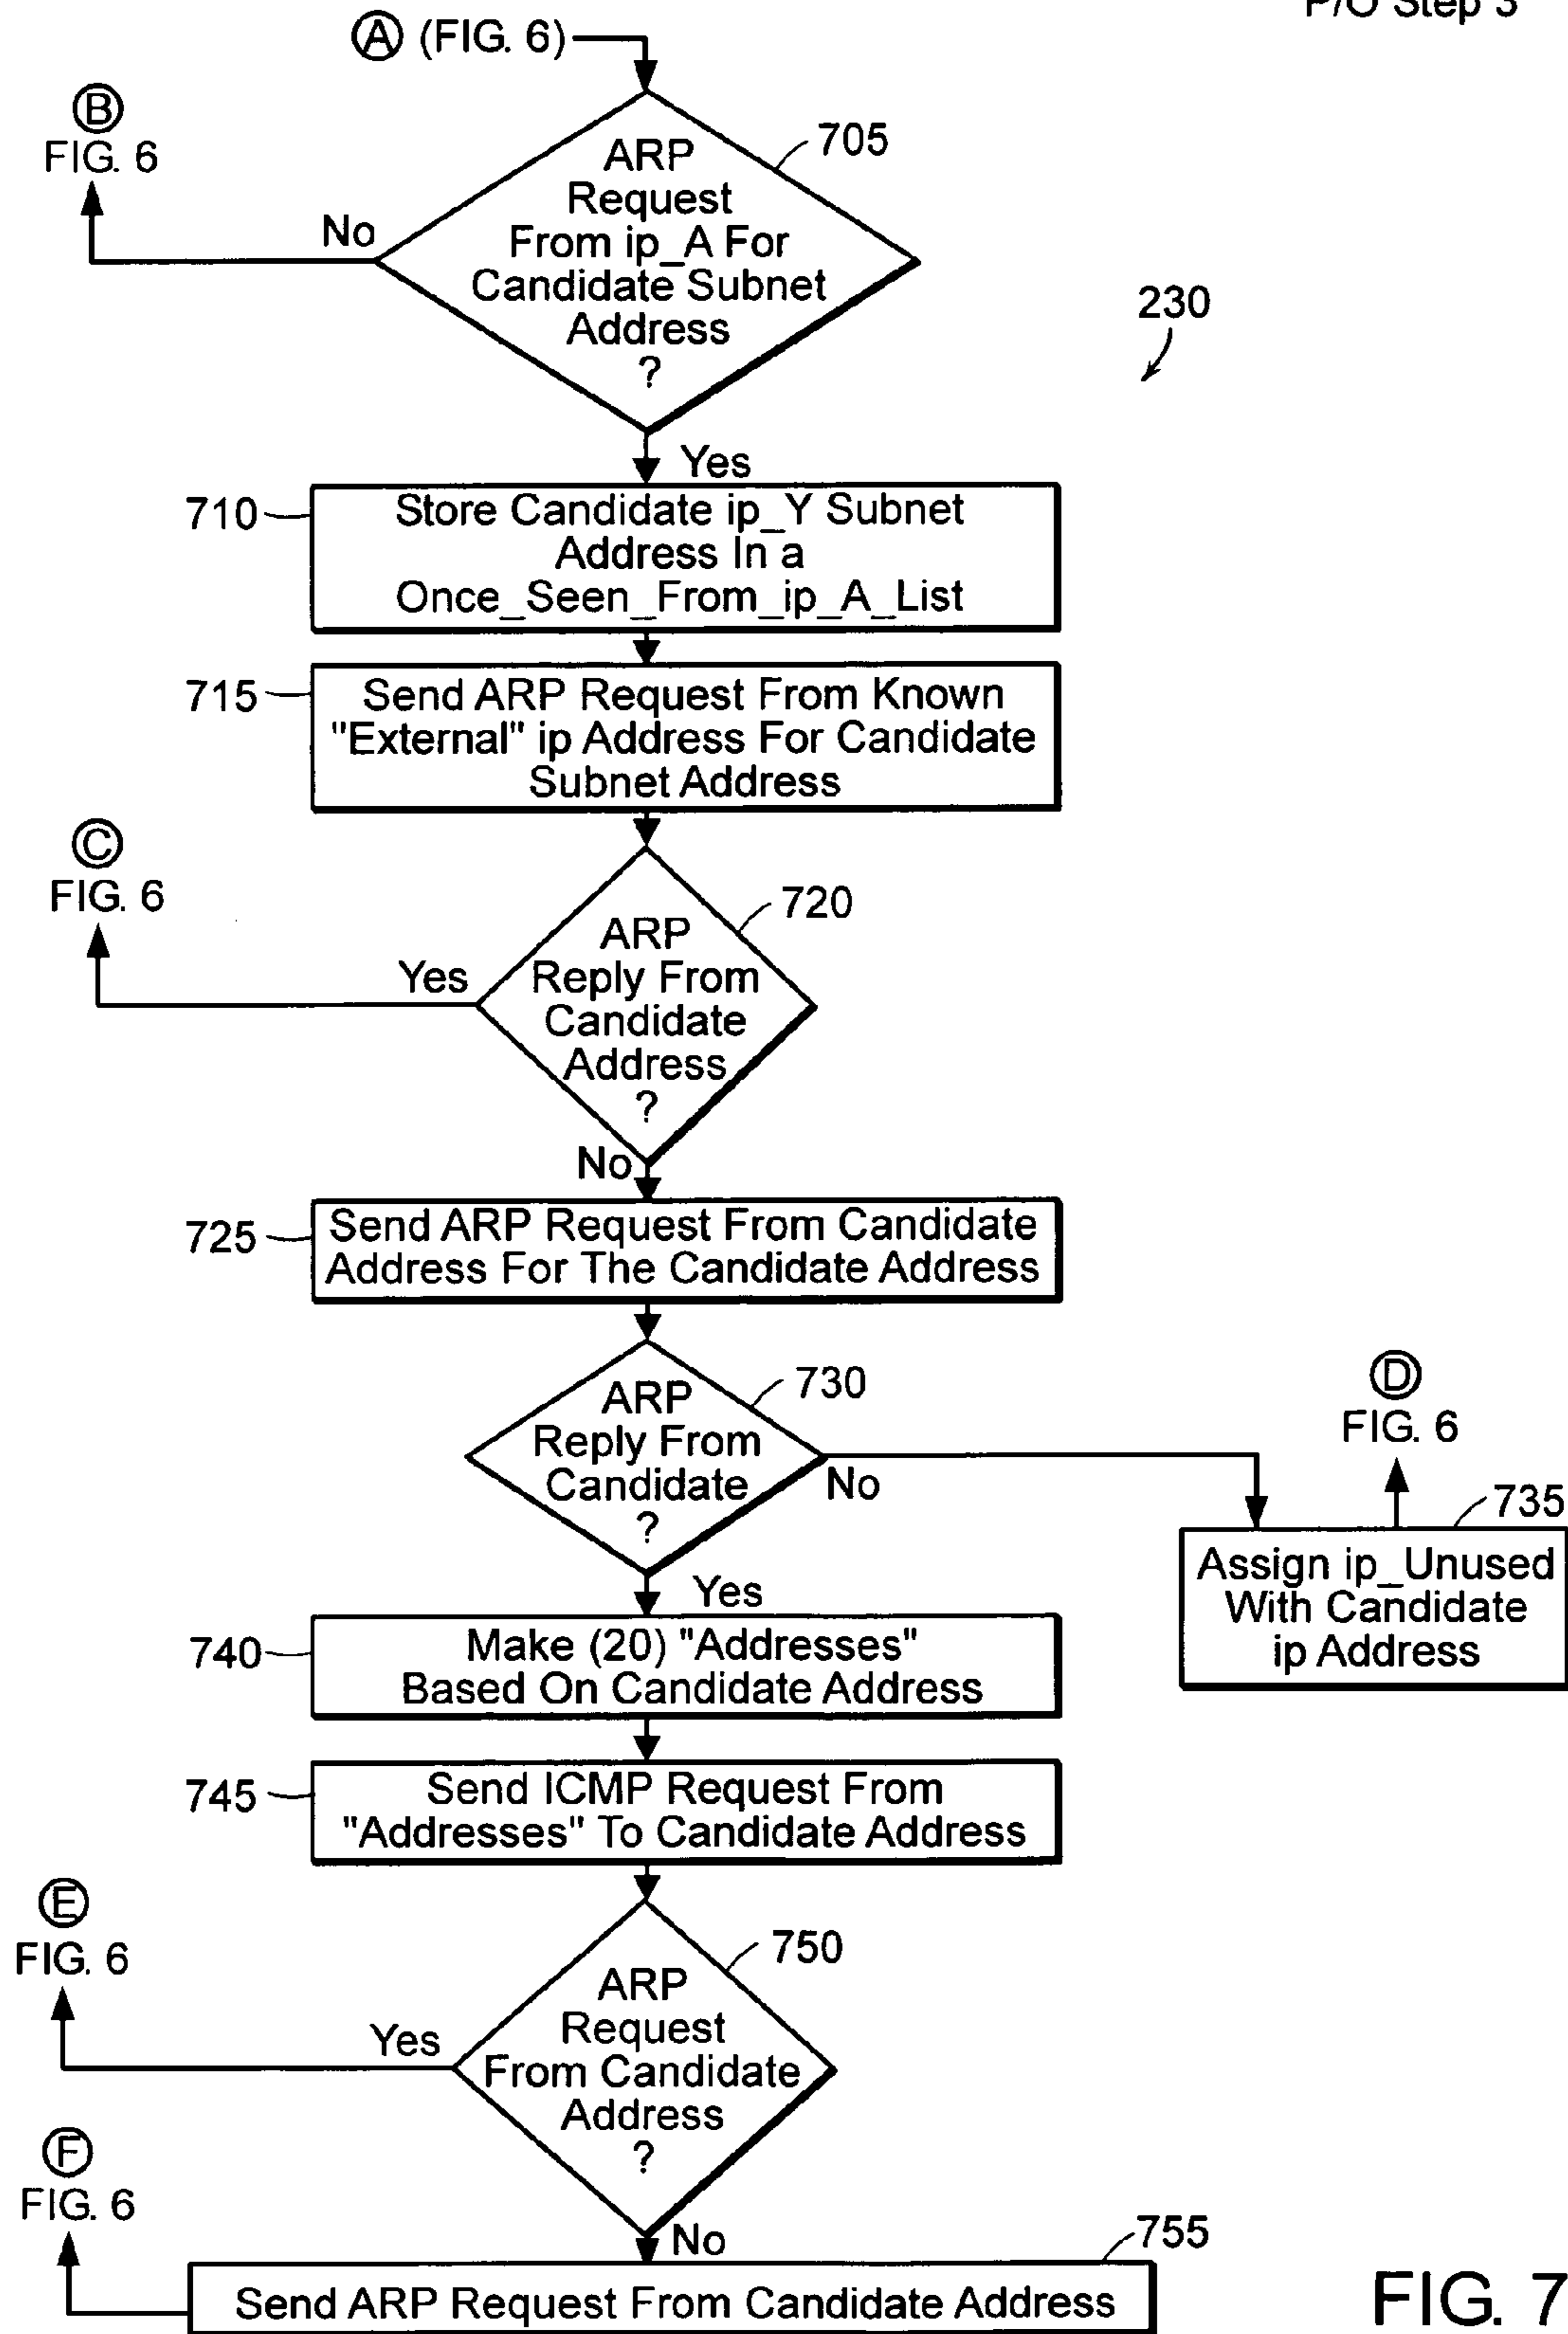 P/O Step 3
A (FIG. 6)
B
FIG. 6
705
ARP
Request
From ip_A For
Candidate Subnet
Address
?
No
230
Yes
710
Store Candidate ip_Y Subnet
Address In a
Once_Seen_From_ip_A_List
715
Send ARP Request From Known
"External" ip Address For Candidate
Subnet Address
C
FIG. 6
720
ARP
Reply From
Candidate
Address
?
Yes
No
725
Send ARP Request From Candidate
Address For The Candidate Address
730
ARP
Reply From
Candidate
?
No
D
FIG. 6
735
Assign ip_Unused
With Candidate
ip Address
Yes
740
Make (20) "Addresses"
Based On Candidate Address
745
Send ICMP Request From
"Addresses" To Candidate Address
E
FIG. 6
750
ARP
Request
From Candidate
Address
?
Yes
F
FIG. 6
No
755
Send ARP Request From Candidate Address
FIG. 7